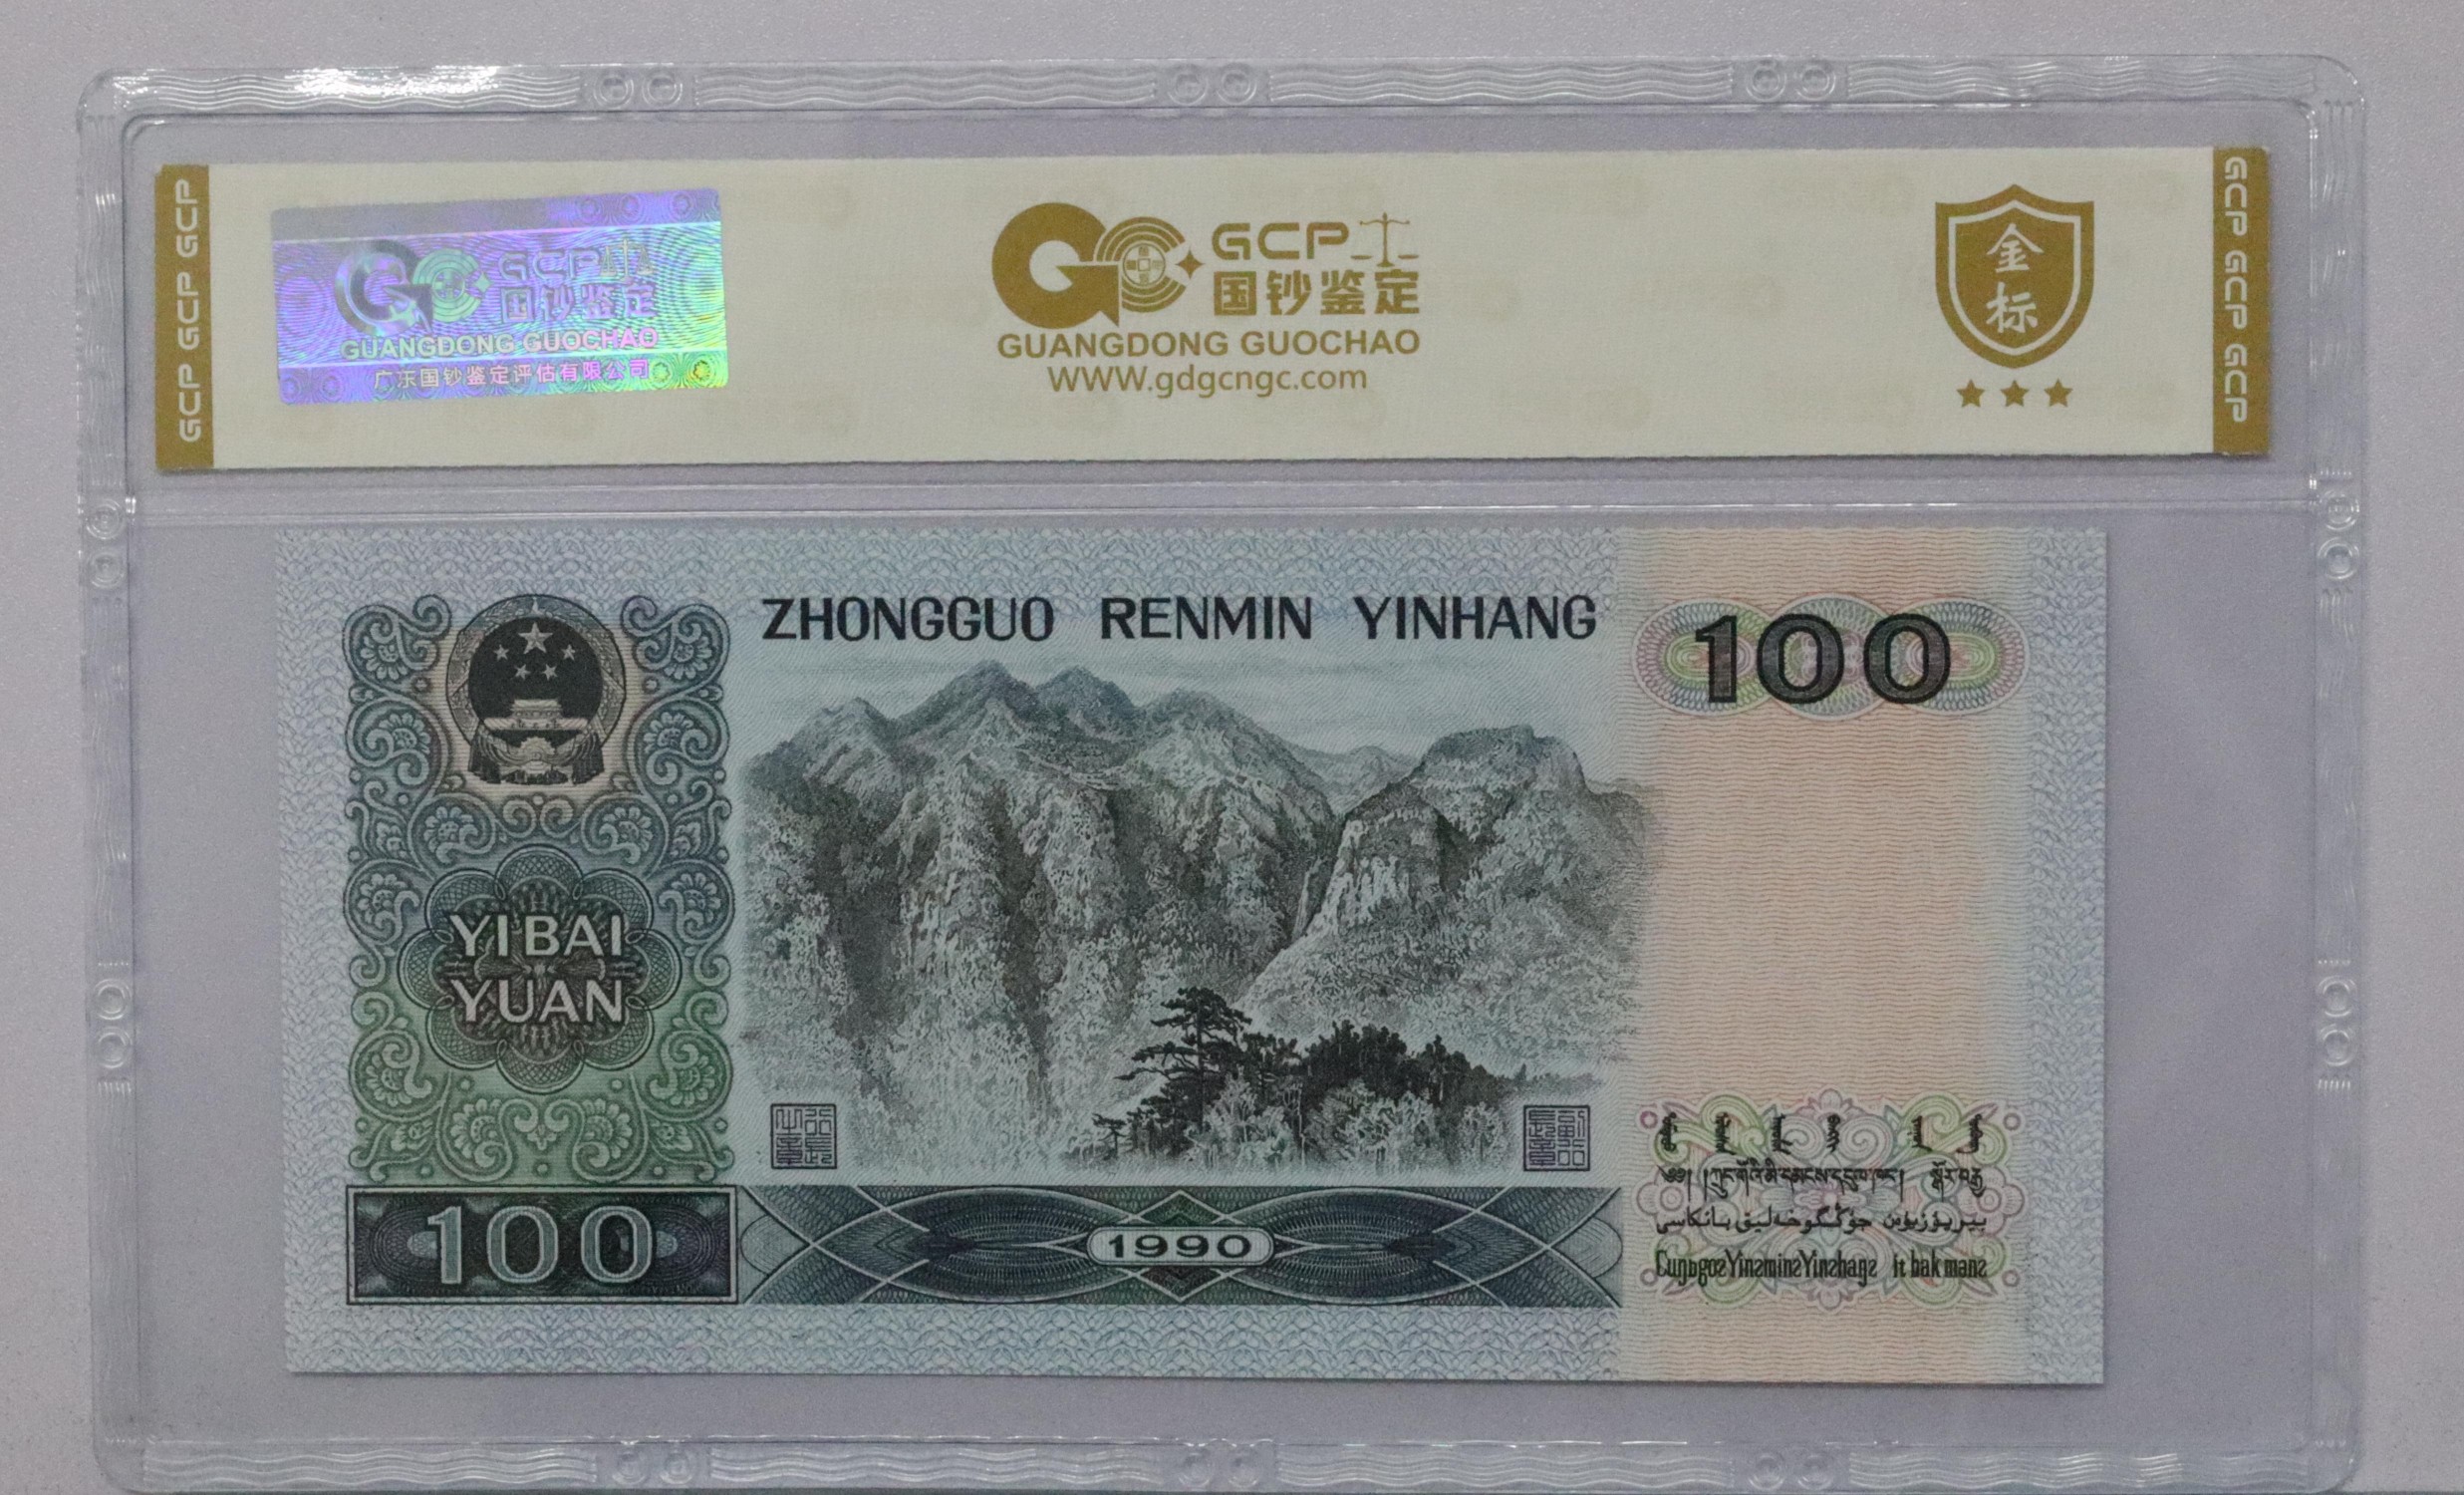 GCP GCP GCP
GCP
国钞鉴定
GUANGDONG GUOCHAO
广东国钞鉴定评估有限公司
GCP
国钞鉴定
GUANGDONG GUOCHAO
WWW.gdgcngc.com
金
标
GCP GCP GCP
ZHONGGUO RENMIN YINHANG
100
YI BAI
YUAN
100
1990